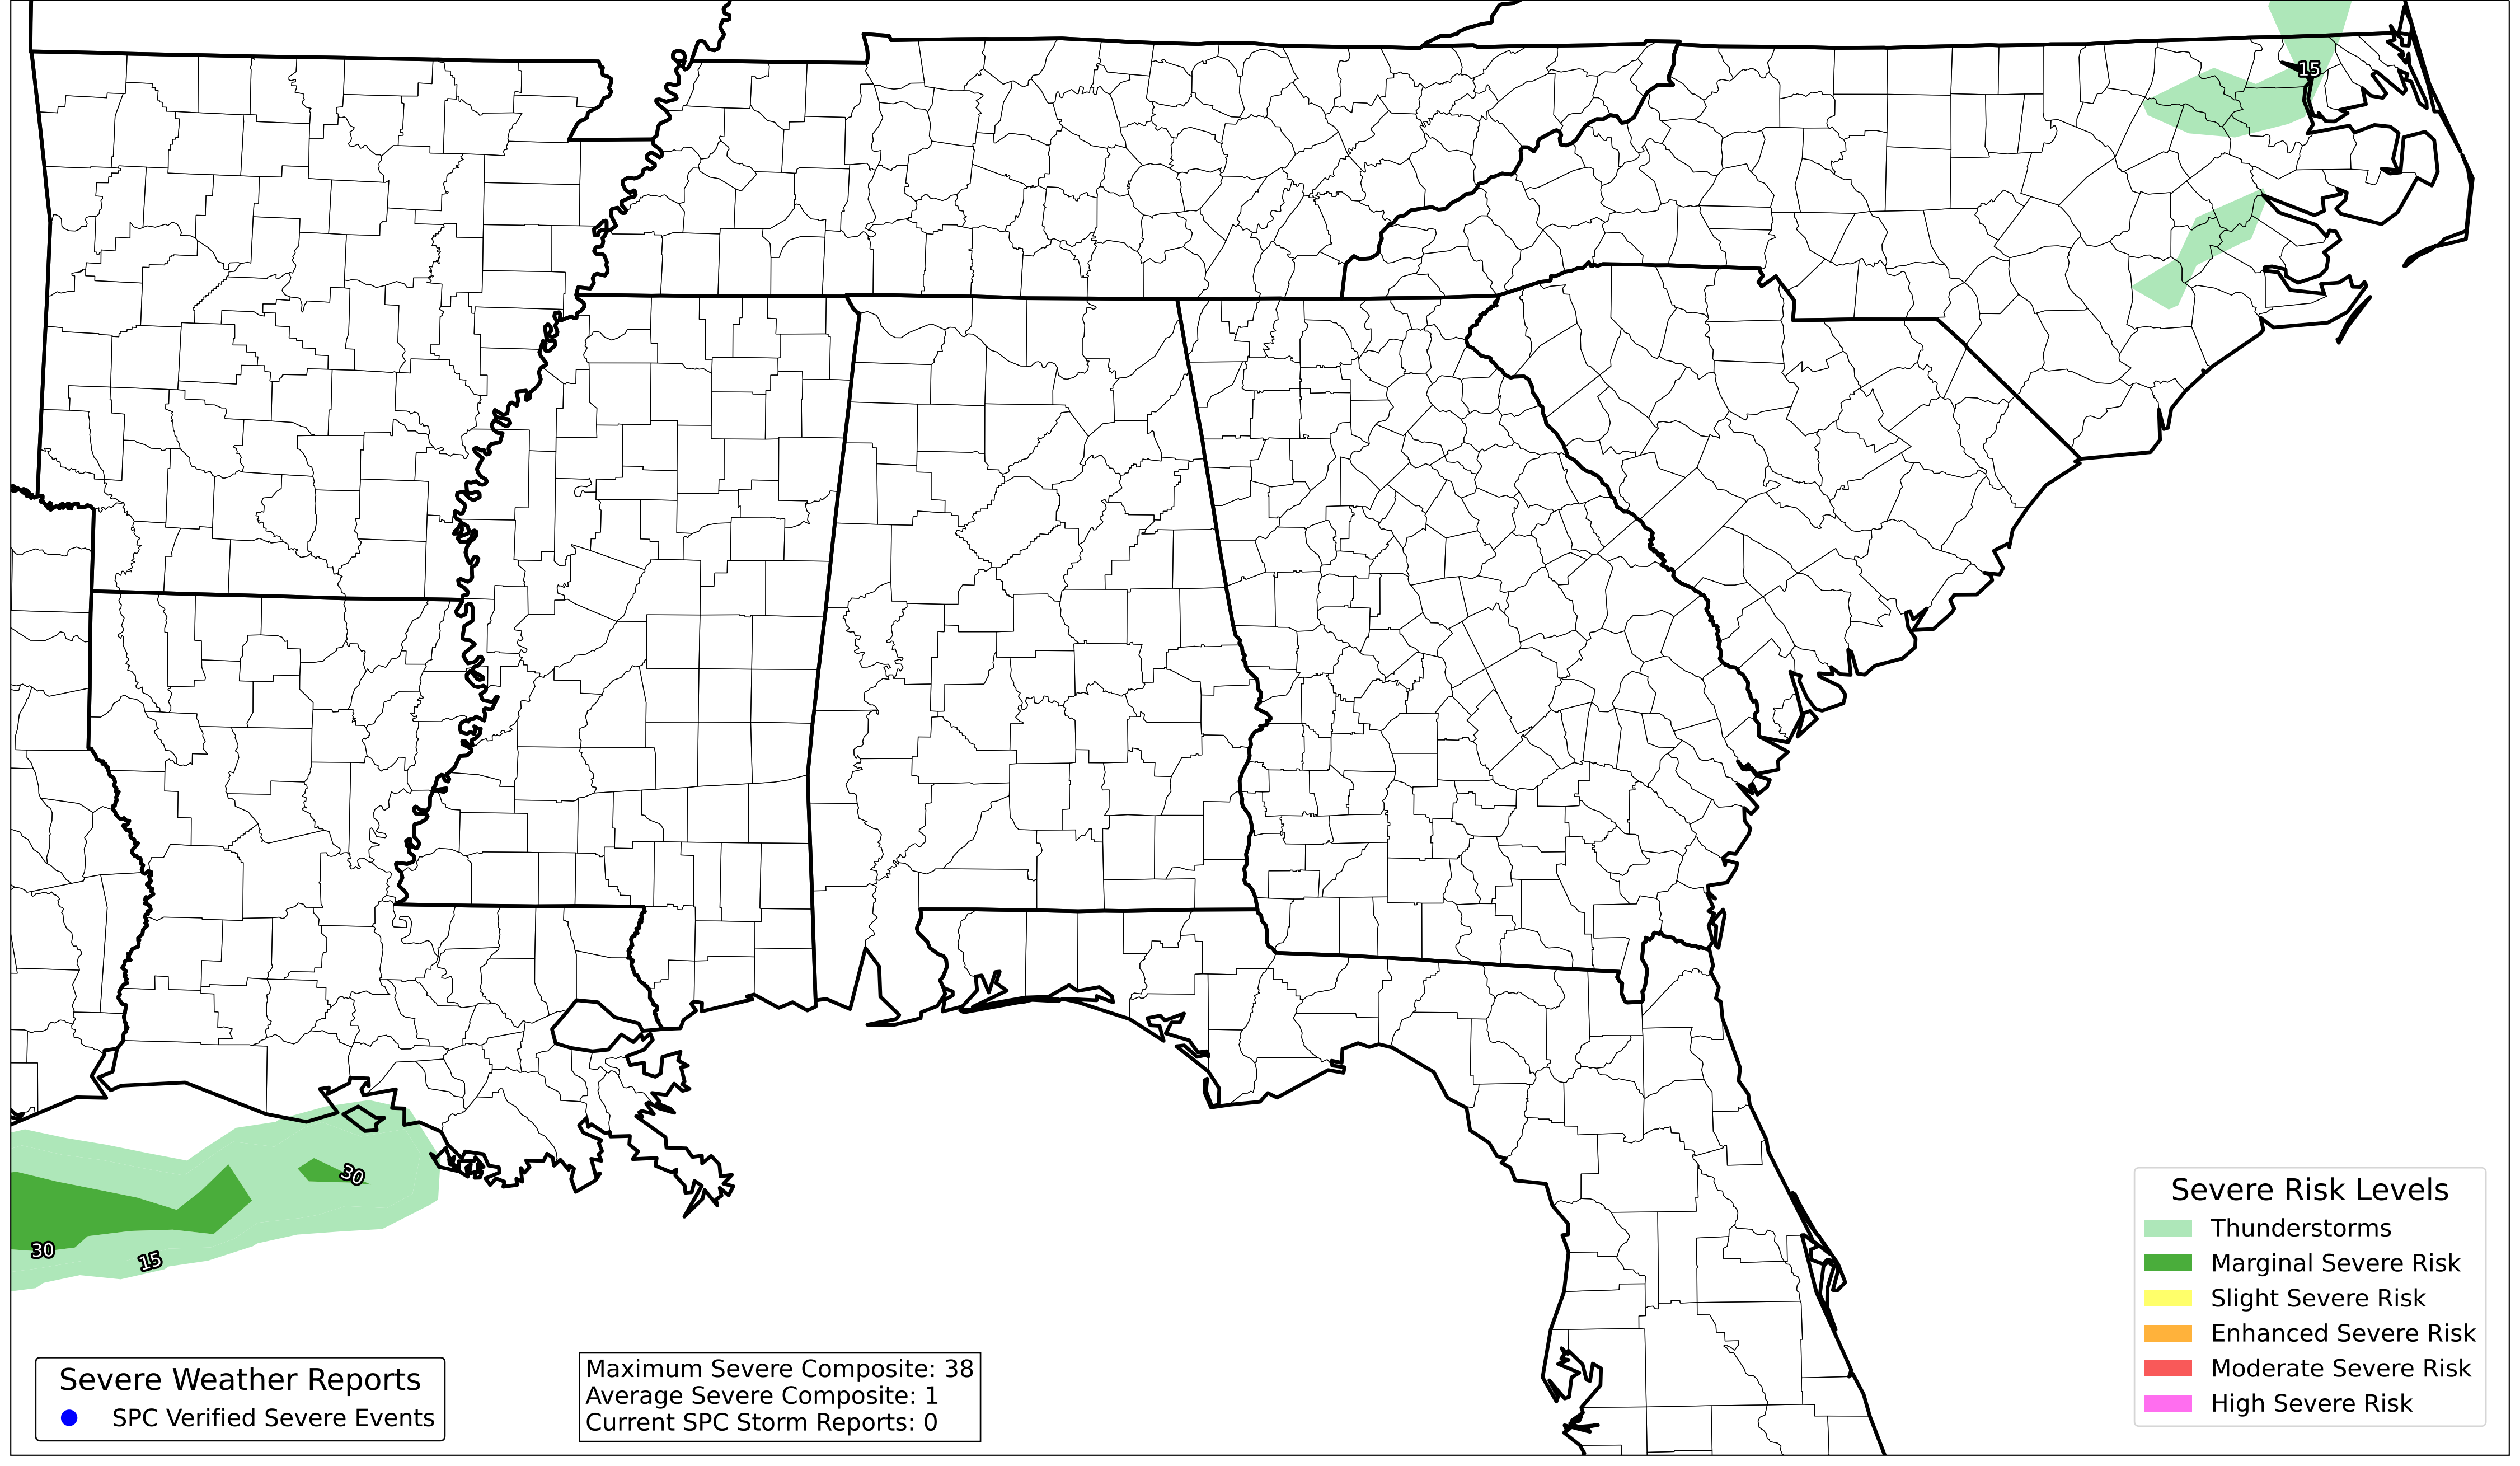 15
30
30
15
Severe Risk Levels
Thunderstorms
Marginal Severe Risk
Slight Severe Risk
Enhanced Severe Risk
Moderate Severe Risk
High Severe Risk
Severe Weather Reports
SPC Verified Severe Events
Maximum Severe Composite: 38
Average Severe Composite: 1
Current SPC Storm Reports: 0